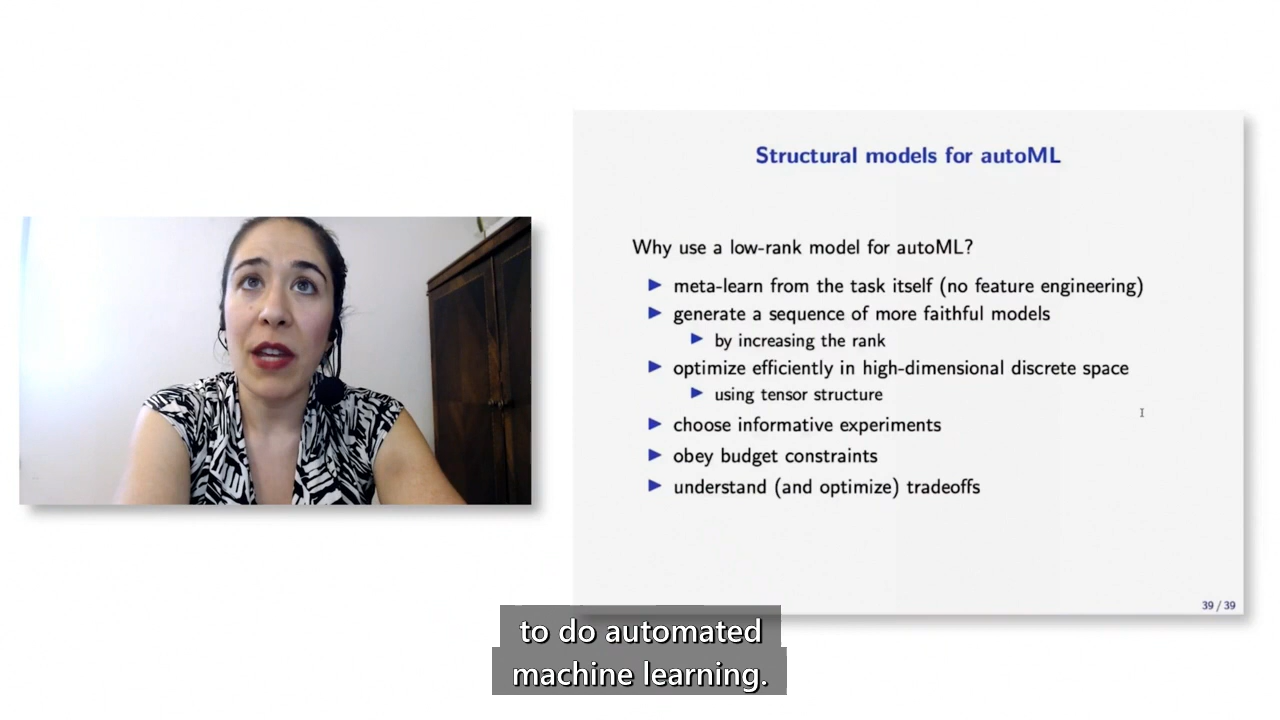 Structural models for autoML
Why use a low-rank model for autoML?
meta-learn from the task itself (no feature engineering)
generate a sequence of more faithful models
by increasing the rank
optimize efficiently in high-dimensional discrete space
using tensor structure
choose informative experiments
obey budget constraints
understand (and optimize) tradeoffs
39 / 39
to do automated
machine learning.